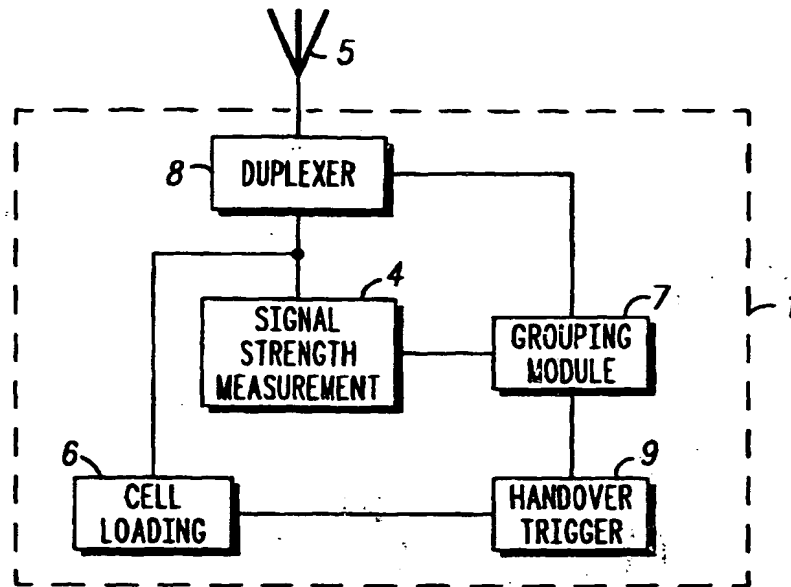 5
8
DUPLEXER
4
SIGNAL
STRENGTH
MEASUREMENT
7
GROUPING
MODULE
6
CELL
LOADING
9
HANDOVER
TRIGGER